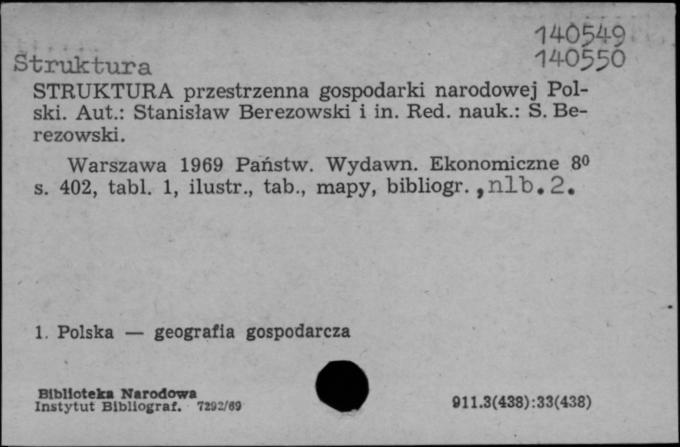 140549
140550
Struktura
STRUKTURA przestrzenna gospodarki narodowej Pol-
ski. Aut.: Stanisław Berezowski i in. Red. nauk.: S. Be-
rezowski.
Warszawa 1969 Państw. Wydawn. Ekonomiczne 8⁰
s. 402, tabl. 1, ilustr., tab., mapy, bibliogr. ,nlb.2.
1. Polska — geografia gospodarcza
Biblioteka Narodowa
Instytut Bibliograf. 7292/69
911.3(438):33(438)